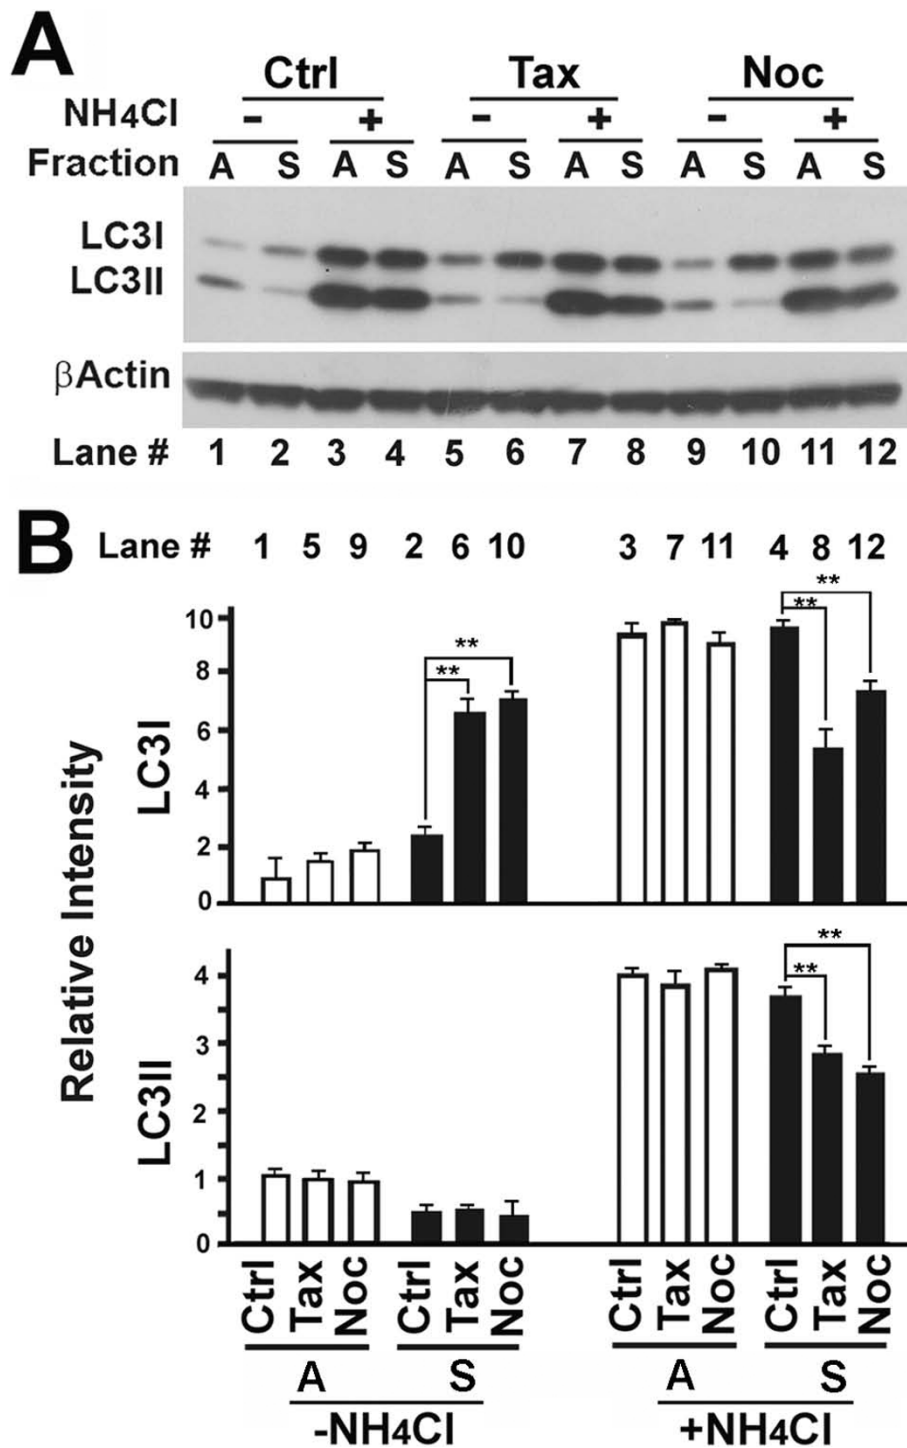 A
Ctrl Tax Noc
NH4Cl - + - + - +
Fraction A S A S A S A S A S A S
LC3I
LC3II
βActin
Lane # 1 2 3 4 5 6 7 8 9 10 11 12
B Lane # 1 5 9 2 6 10 3 7 11 4 8 12
** ** ** **
10
8
6
4
2
0
LC3I
Relative Intensity
** **
4
3
2
1
0
LC3II
Ctrl Tax Noc Ctrl Tax Noc Ctrl Tax Noc Ctrl Tax Noc
A S A S
-NH4Cl +NH4Cl